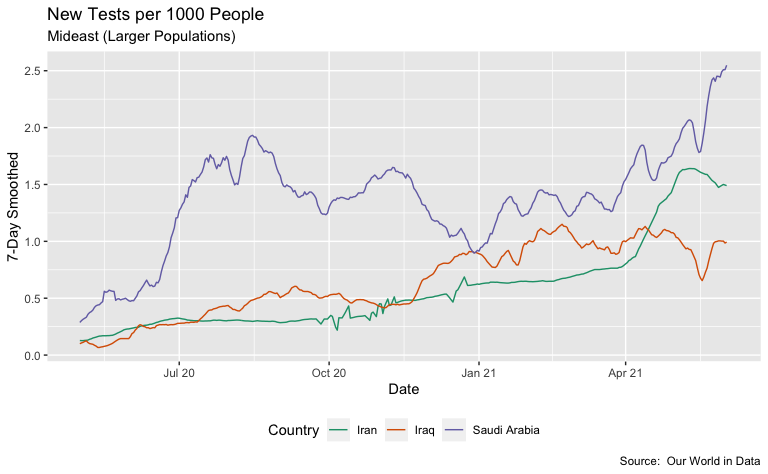 New Tests per 1000 People
Mideast (Larger Populations)
7-Day Smoothed
2.5
2.0
1.5
1.0
0.5
0.0
Jul 20 Oct 20 Jan 21 Apr 21
Date
Country Iran Iraq Saudi Arabia
Source:  Our World in Data